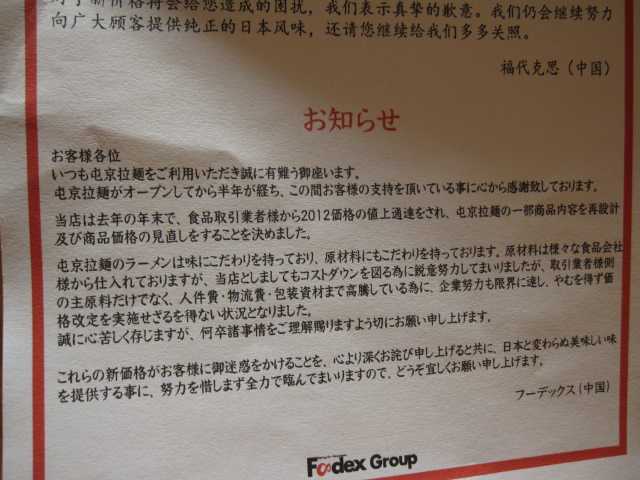 对于新价格将会给您造成的困扰，我们表示真挚的歉意。我们仍会继续努力
向广大顾客提供纯正的日本风味，还请您继续给我们多多关照。
福代克思（中国）
お知らせ
お客様各位
いつも屯京拉麺をご利用いただき誠に有難う御座います。
屯京拉麺がオープンしてから半年が経ち、この間お客様の支持を頂いている事に心から感謝致しております。
当店は去年の年末で、食品取引業者様から2012価格の値上通達をされ、屯京拉麺の一部商品内容を再設計
及び商品価格の見直しをすることを決めました。
屯京拉麺のラーメンは味にこだわりを持っており、原材料にもこだわりを持っております。原材料は様々な食品会社
様から仕入れておりますが、当店としましてもコストダウンを図る為に鋭意努力してまいりましたが、取引業者様側
の主原料だけでなく、人件費・物流費・包装資材まで高騰している為に、企業努力も限界に達し、やむを得ず価
格改定を実施せざるを得ない状況となりました。
誠に心苦しく存じますが、何卒諸事情をご理解賜りますよう切にお願い申し上げます。
これらの新価格がお客様に御迷惑をかけることを、心より深くお詫び申し上げると共に、日本と変わらぬ美味しい味
を提供する事に、努力を惜しまず全力で臨んでまいりますので、どうぞ宜しくお願い申し上げます。
フーデックス（中国）
Foodex Group